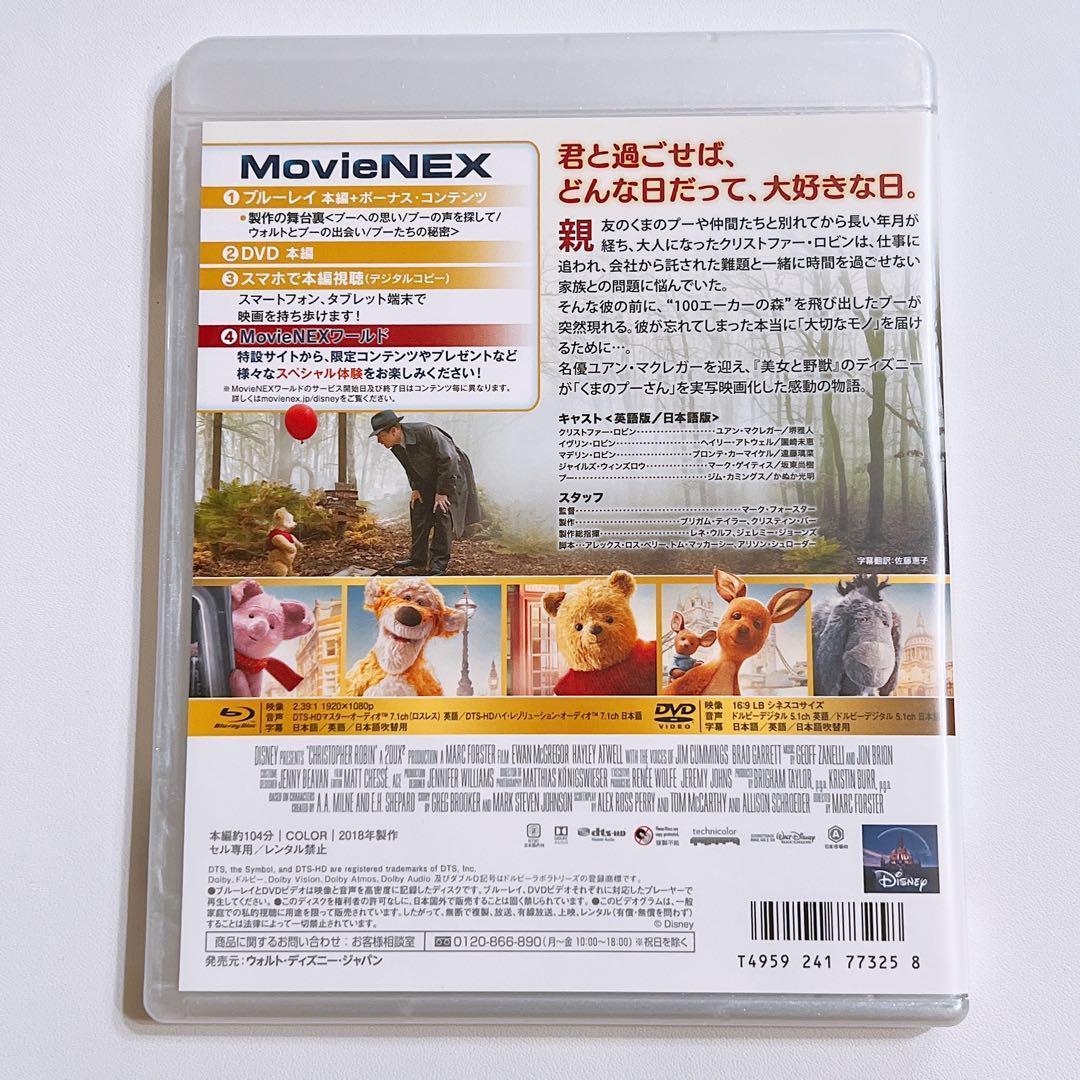 MovieNEX
① ブルーレイ 本編+ボーナス・コンテンツ
●製作の舞台裏<プーへの思い/プーの声を探して/
ウォルトとプーの出会い/プーたちの秘密>
② DVD 本編
③ スマホで本編視聴(デジタルコピー)
スマートフォン、タブレット端末で
映画を持ち歩けます!
④ MovieNEXワールド
特設サイトから、限定コンテンツやプレゼントなど
様々なスペシャル体験をお楽しみください!
※MovieNEXワールドのサービス開始日及び終了日はコンテンツ毎に異なります。
詳しくはmovienex.jp/disneyをご覧ください。
君と過ごせば、
どんな日だって、大好きな日。
親友のくまのプーや仲間たちと別れてから長い年月が
経ち、大人になったクリストファー・ロビンは、仕事に
追われ、会社から託された難題と一緒に時間を過ごせない
家族との問題に悩んでいた。
そんな彼の前に、“100エーカーの森”を飛び出したプーが
突然現れる。彼が忘れてしまった本当に「大切なモノ」を届け
るために…。
名優ユアン・マクレガーを迎え、『美女と野獣』のディズニー
が「くまのプーさん」を実写映画化した感動の物語。
キャスト<英語版/日本語版>
クリストファー・ロビン……ユアン・マクレガー/堺雅人
イヴリン・ロビン……ヘイリー・アトウェル/園崎未恵
マデリン・ロビン……ブロンテ・カーマイケル/遠藤璃菜
ジャイルズ・ウィンズロウ……マーク・ゲイティス/坂東尚樹
プー……ジム・カミングス/かぬか光明
スタッフ
監督……マーク・フォースター
製作……ブリガム・テイラー、クリスティン・バー
製作総指揮……レネ・ウルフ、ジェレミー・ジョーンズ
脚本…アレックス・ロス・ペリー、トム・マッカーシー、アリソン・シュローダー
字幕翻訳:佐藤恵子
Blu-ray Disc
映像 2.39:1 1920×1080p
音声 DTS-HDマスター・オーディオ™ 7.1ch(ロスレス) 英語/DTS-HDハイ・レゾリューション・オーディオ™ 7.1ch 日本語
字幕 日本語/英語/日本語吹替用
DVD VIDEO
映像 16:9 LB シネスコサイズ
音声 ドルビーデジタル 5.1ch 英語/ドルビーデジタル 5.1ch 日本語
字幕 日本語/英語/日本語吹替用
DISNEY PRESENTS "CHRISTOPHER ROBIN" A 2DUX² PRODUCTION A MARC FORSTER FILM EWAN McGREGOR HAYLEY ATWELL WITH THE VOICES OF JIM CUMMINGS BRAD GARRETT MUSIC BY GEOFF ZANELLI AND JON BRION
COSTUME DESIGNER JENNY BEAVAN FILM EDITOR MATT CHESSÉ, ACE PRODUCTION DESIGNER JENNIFER WILLIAMS DIRECTOR OF PHOTOGRAPHY MATTHIAS KÖNIGSWIESER EXECUTIVE PRODUCERS RENÉE WOLFE JEREMY JOHNS PRODUCED BY BRIGHAM TAYLOR, p.g.a. KRISTIN BURR, p.g.a.
BASED ON CHARACTERS CREATED BY A.A. MILNE AND E.H. SHEPARD STORY BY GREG BROOKER AND MARK STEVEN JOHNSON SCREENPLAY BY ALEX ROSS PERRY AND TOM McCARTHY AND ALLISON SCHROEDER DIRECTED BY MARC FORSTER
本編約104分|COLOR|2018年製作
セル専用/レンタル禁止
dts-HD
複製不能
technicolor
WALT DISNEY
日本市場向
DISNEY
DTS, the Symbol, and DTS-HD are registered trademarks of DTS, Inc.
Dolby、ドルビー、Dolby Vision、Dolby Atmos、Dolby Audio 及びダブルD記号はドルビーラボラトリーズの登録商標です。
●ブルーレイとDVDビデオは映像と音声を高密度に記録したディスクです。ブルーレイ、DVDビデオそれぞれに対応したプレーヤーで
再生してください。●このディスクを権利者の許可なしに、日本国外で販売することは固く禁じられています。●このビデオグラムは、一般
家庭での私的視聴に用途を限って販売されています。したがって、無断で複製、放送、有線放送、上映、レンタル(有償・無償を問わず)
することは法律によって一切禁止されています。
© Disney
商品に関するお問い合わせ:お客様相談室 0120-866-890(月〜金 10:00〜18:00)※祝日を除く
発売元:ウォルト・ディズニー・ジャパン
T4959 241 77325 8